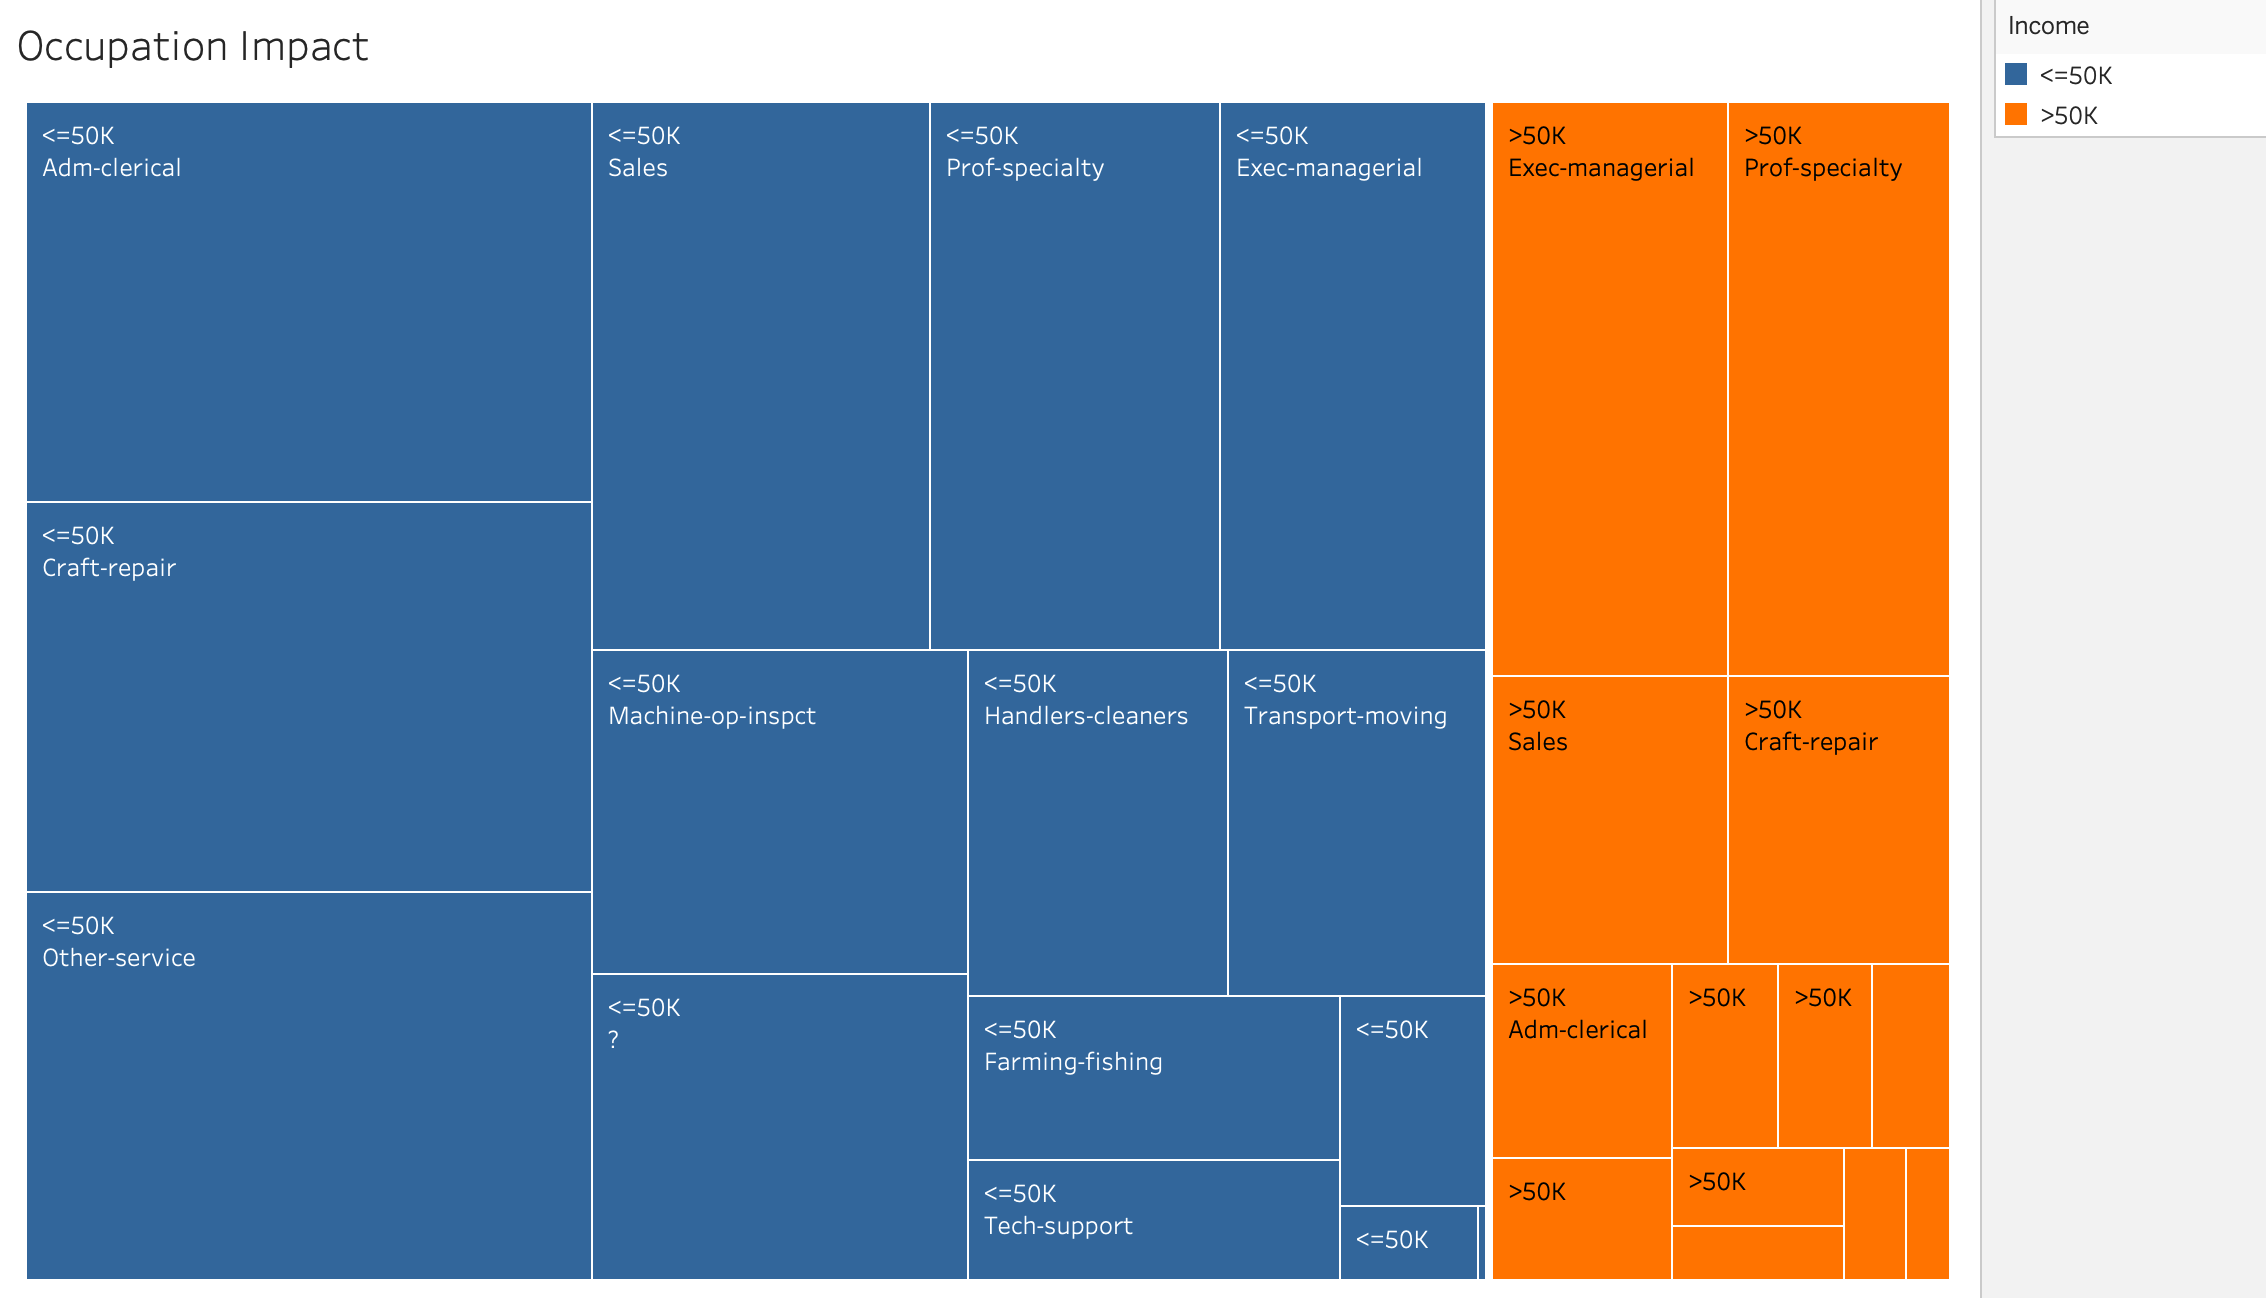 Occupation Impact
Income
<=50K
>50K
<=50K
Adm-clerical
<=50K
Sales
<=50K
Prof-specialty
<=50K
Exec-managerial
>50K
Exec-managerial
>50K
Prof-specialty
<=50K
Craft-repair
<=50K
Machine-op-inspct
<=50K
Handlers-cleaners
<=50K
Transport-moving
>50K
Sales
>50K
Craft-repair
<=50K
Other-service
<=50K
?
<=50K
Farming-fishing
<=50K
<=50K
Tech-support
<=50K
>50K
Adm-clerical
>50K
>50K
>50K
>50K